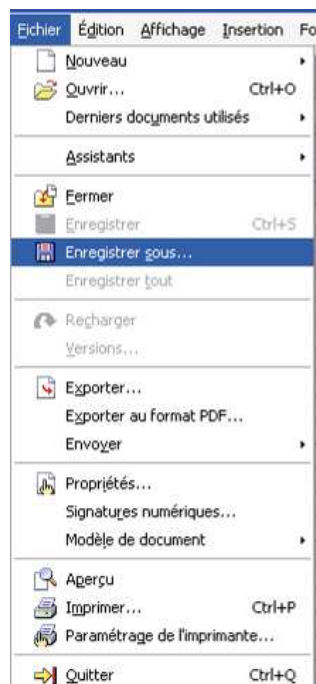 Fichier Édition Affichage Insertion Fo
Nouveau
Ouvrir... Ctrl+O
Derniers documents utilisés
Assistants
Fermer
Enregistrer Ctrl+S
Enregistrer sous...
Enregistrer tout
Recharger
Versions...
Exporter...
Exporter au format PDF...
Envoyer
Propriétés...
Signatures numériques...
Modèle de document
Aperçu
Imprimer... Ctrl+P
Paramétrage de l'imprimante...
Quitter Ctrl+Q